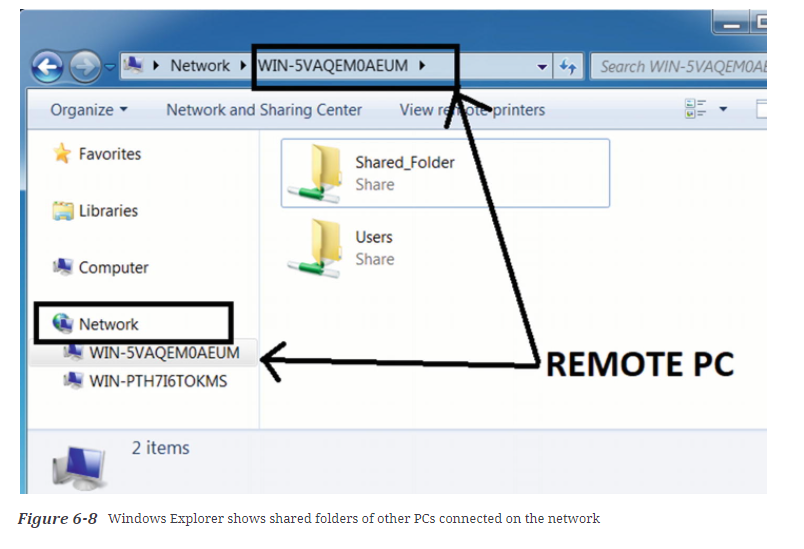 Network WIN-5VAQEM0AEUM Search WIN-5VAQEM0AE
Organize Network and Sharing Center View remote printers
Favorites
Libraries
Computer
Network
WIN-5VAQEM0AEUM
WIN-PTH7I6TOKMS
Shared_Folder
Share
Users
Share
REMOTE PC
2 items
Figure 6-8 Windows Explorer shows shared folders of other PCs connected on the network